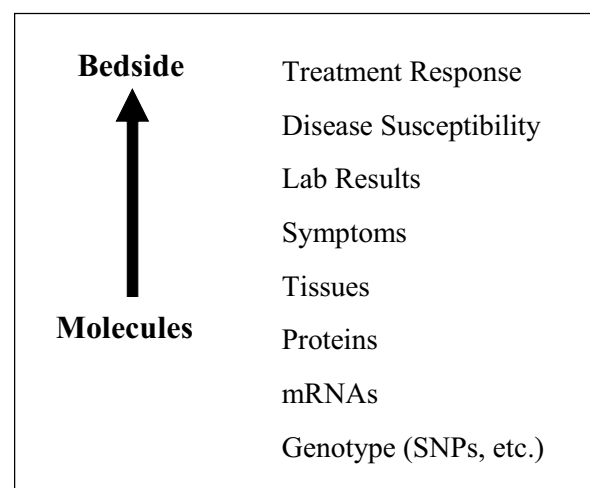 Bedside
Treatment Response
Disease Susceptibility
Lab Results
Symptoms
Tissues
Molecules
Proteins
mRNAs
Genotype (SNPs, etc.)